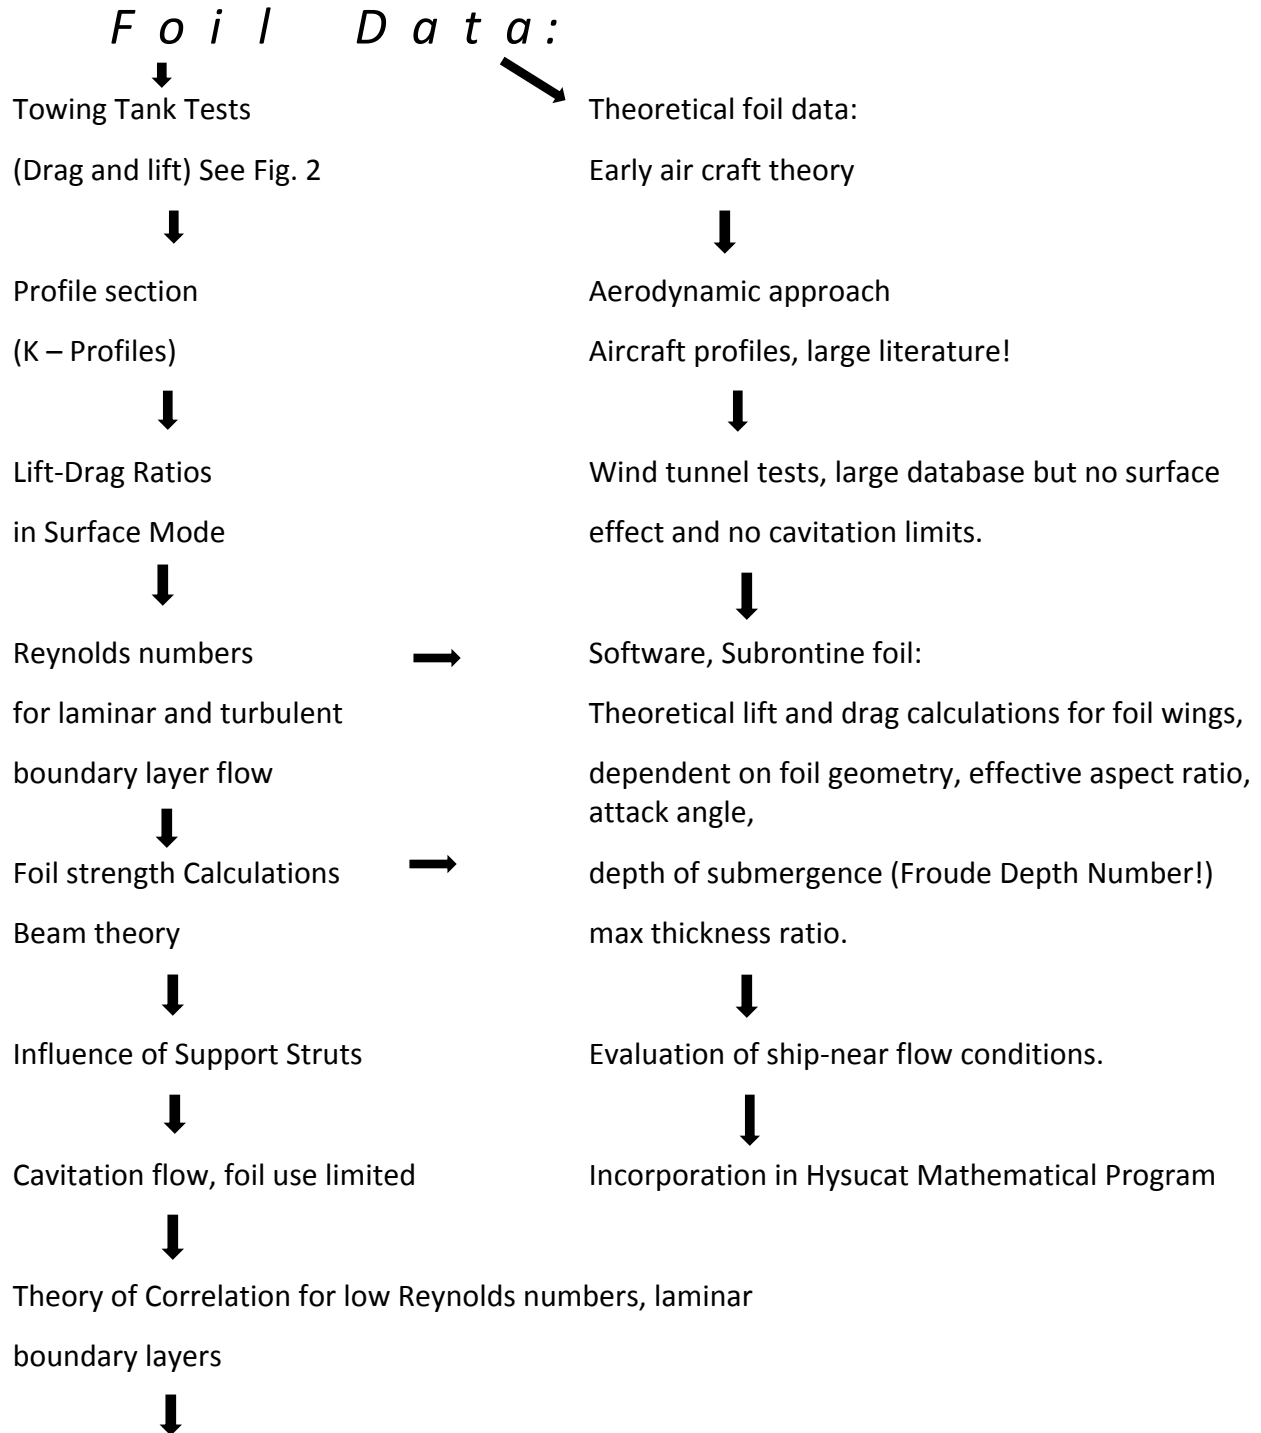 Foil Data:
Towing Tank Tests
(Drag and lift) See Fig. 2
Profile section
(K – Profiles)
Lift-Drag Ratios
in Surface Mode
Reynolds numbers
for laminar and turbulent
boundary layer flow
Foil strength Calculations
Beam theory
Influence of Support Struts
Cavitation flow, foil use limited
Theory of Correlation for low Reynolds numbers, laminar
boundary layers
Theoretical foil data:
Early air craft theory
Aerodynamic approach
Aircraft profiles, large literature!
Wind tunnel tests, large database but no surface
effect and no cavitation limits.
Software, Subrontine foil:
Theoretical lift and drag calculations for foil wings,
dependent on foil geometry, effective aspect ratio,
attack angle,
depth of submergence (Froude Depth Number!)
max thickness ratio.
Evaluation of ship-near flow conditions.
Incorporation in Hysucat Mathematical Program